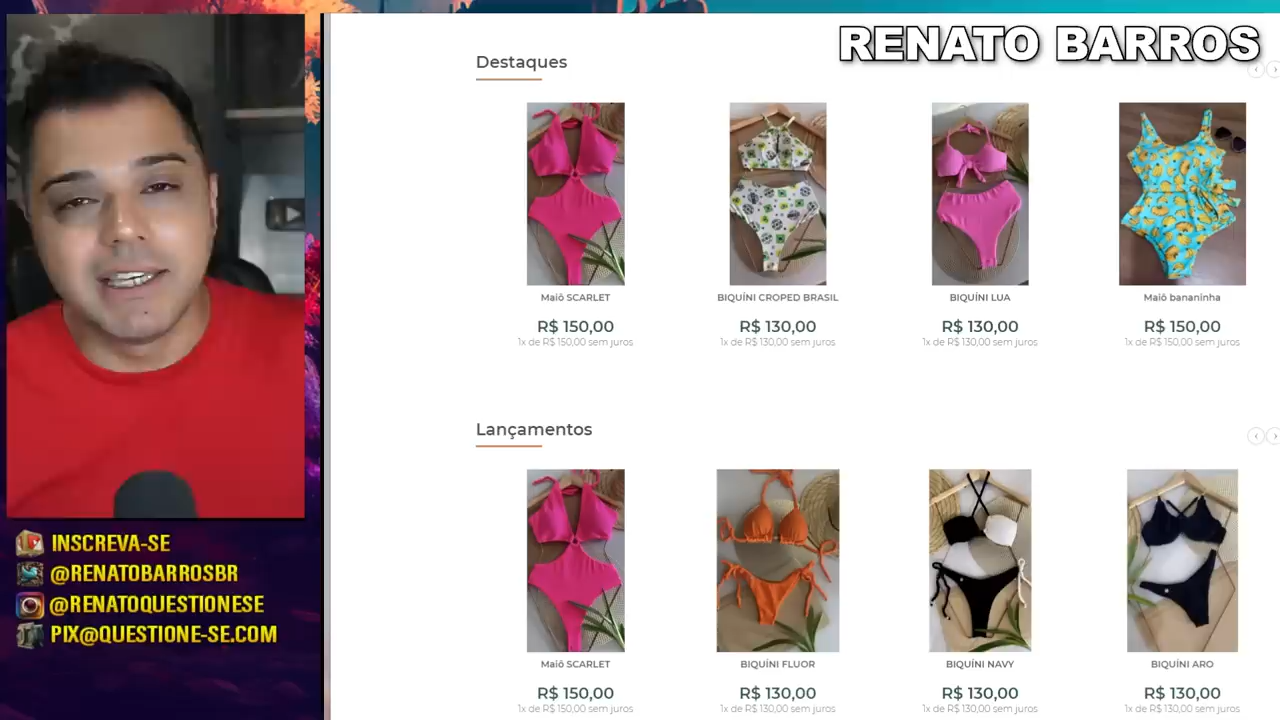 RENATO BARROS
Destaques
Maiô SCARLET
R$ 150,00
1x de R$ 150,00 sem juros
BIQUÍNI CROPED BRASIL
R$ 130,00
1x de R$ 130,00 sem juros
BIQUÍNI LUA
R$ 130,00
1x de R$ 130,00 sem juros
Maiô bananinha
R$ 150,00
1x de R$ 150,00 sem juros
Lançamentos
Maiô SCARLET
R$ 150,00
1x de R$ 150,00 sem juros
BIQUÍNI FLUOR
R$ 130,00
1x de R$ 130,00 sem juros
BIQUÍNI NAVY
R$ 130,00
1x de R$ 130,00 sem juros
BIQUÍNI ARO
R$ 130,00
1x de R$ 130,00 sem juros
INSCREVA-SE
@RENATOBARROSBR
@RENATOQUESTIONESE
PIX@QUESTIONE-SE.COM